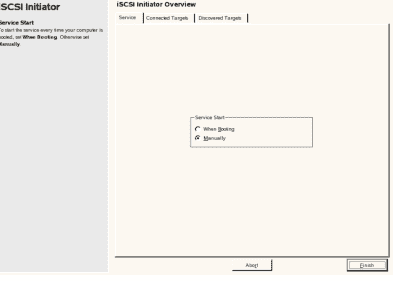 iSCSI Initiator
Service Start
To start the service every time your computer is
booted, set When Booting. Otherwise set
Manually.
iSCSI Initiator Overview
Service Connected Targets Discovered Targets
Service Start
When Booting
Manually
Abort Finish